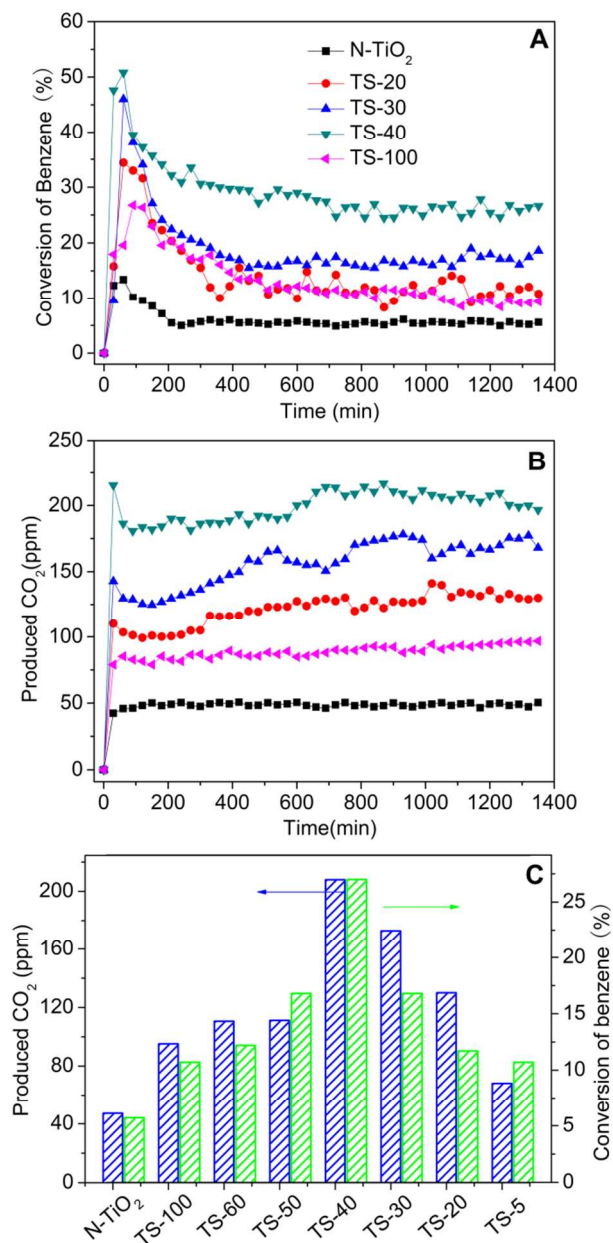 A
N-TiO₂
TS-20
TS-30
TS-40
TS-100
60
50
40
30
20
10
0
Conversion of Benzene (%)
0 200 400 600 800 1000 1200 1400
Time (min)
B
250
200
150
100
50
0
Produced CO₂(ppm)
0 200 400 600 800 1000 1200 1400
Time(min)
C
200
160
120
80
40
0
Produced CO₂ (ppm)
25
20
15
10
5
0
Conversion of benzene (%)
N-TiO₂ TS-100 TS-60 TS-50 TS-40 TS-30 TS-20 TS-5